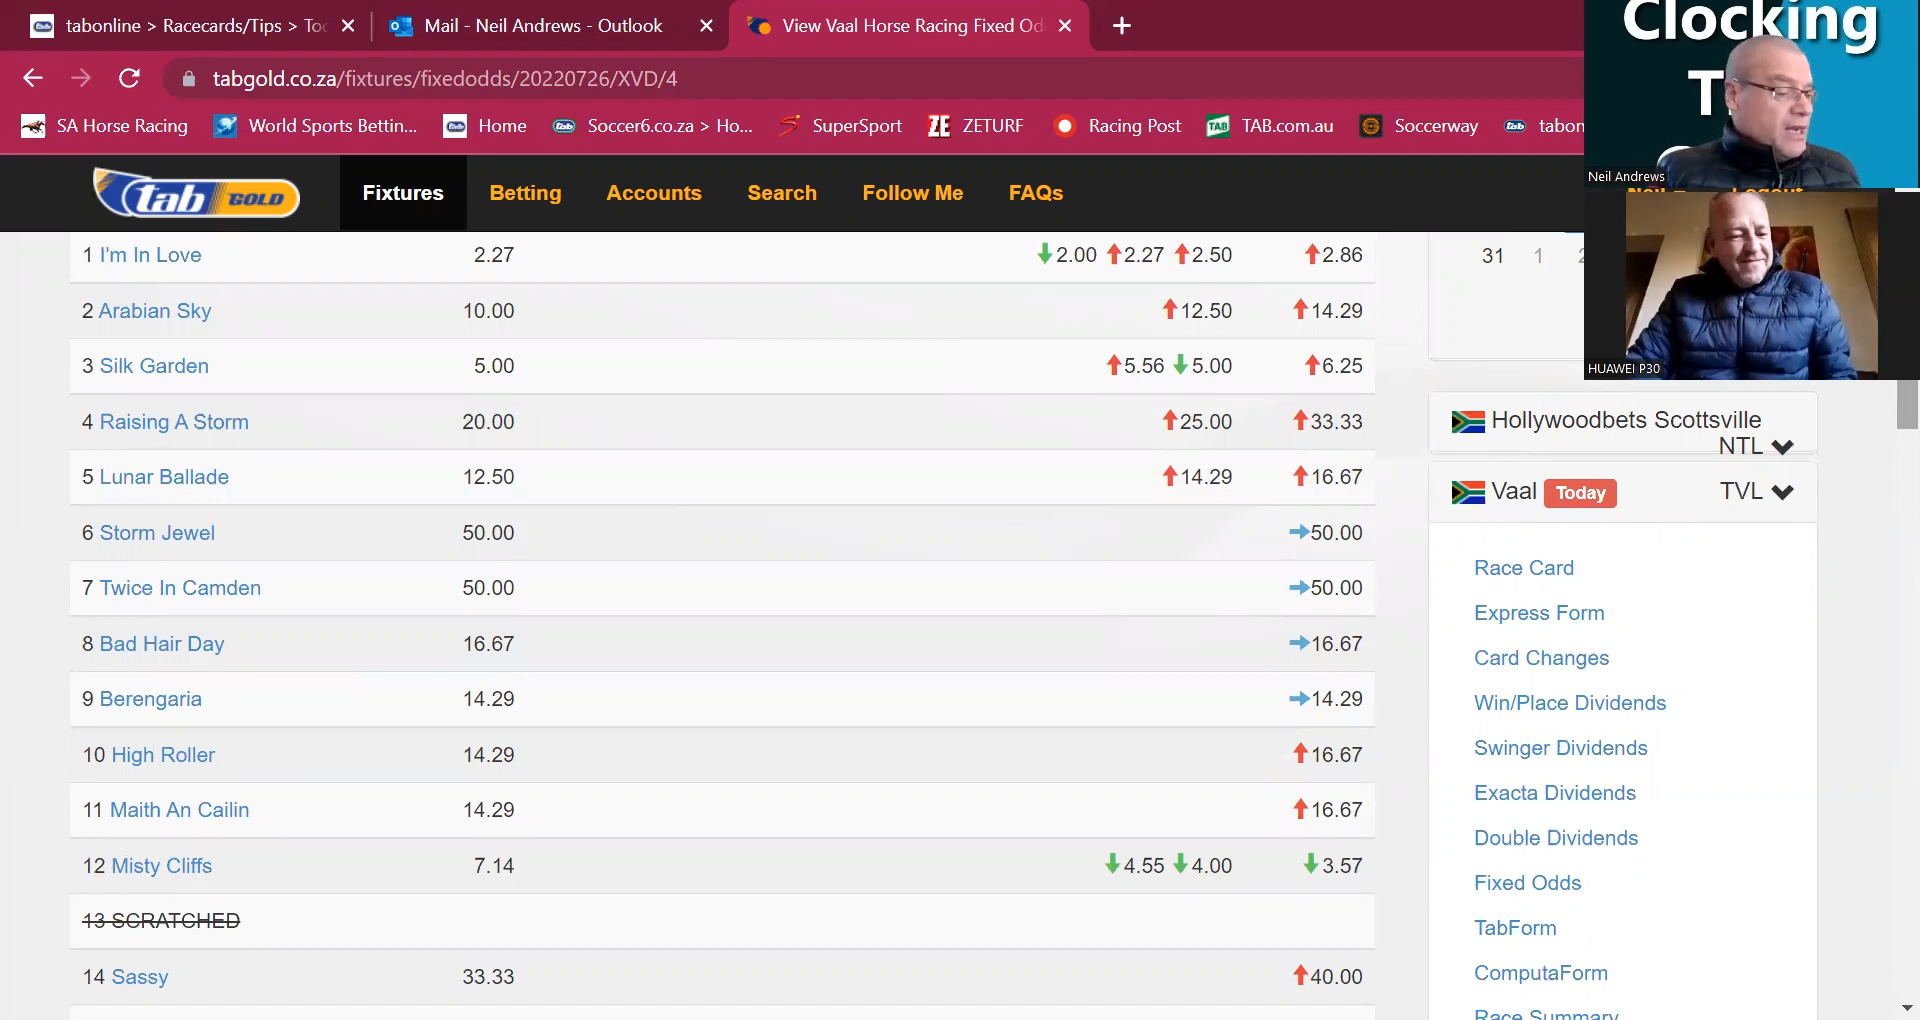 tabonline > Racecards/Tips > To
Mail - Neil Andrews - Outlook
View Vaal Horse Racing Fixed Od
tabgold.co.za/fixtures/fixedodds/20220726/XVD/4
SA Horse Racing World Sports Bettin... Home Soccer6.co.za > Ho... SuperSport ZE ZETURF Racing Post TAB TAB.com.au Soccerway tab tabon
Clocking
Neil Andrews
HUAWEI P30
tab GOLD
Fixtures Betting Accounts Search Follow Me FAQs
1 I'm In Love 2.27 2.00 2.27 2.50 2.86
2 Arabian Sky 10.00 12.50 14.29
3 Silk Garden 5.00 5.56 5.00 6.25
4 Raising A Storm 20.00 25.00 33.33
5 Lunar Ballade 12.50 14.29 16.67
6 Storm Jewel 50.00 50.00
7 Twice In Camden 50.00 50.00
8 Bad Hair Day 16.67 16.67
9 Berengaria 14.29 14.29
10 High Roller 14.29 16.67
11 Maith An Cailin 14.29 16.67
12 Misty Cliffs 7.14 4.55 4.00 3.57
13 SCRATCHED
14 Sassy 33.33 40.00
31 1
Hollywoodbets Scottsville
NTL
Vaal Today TVL
Race Card
Express Form
Card Changes
Win/Place Dividends
Swinger Dividends
Exacta Dividends
Double Dividends
Fixed Odds
TabForm
ComputaForm
Race Summary